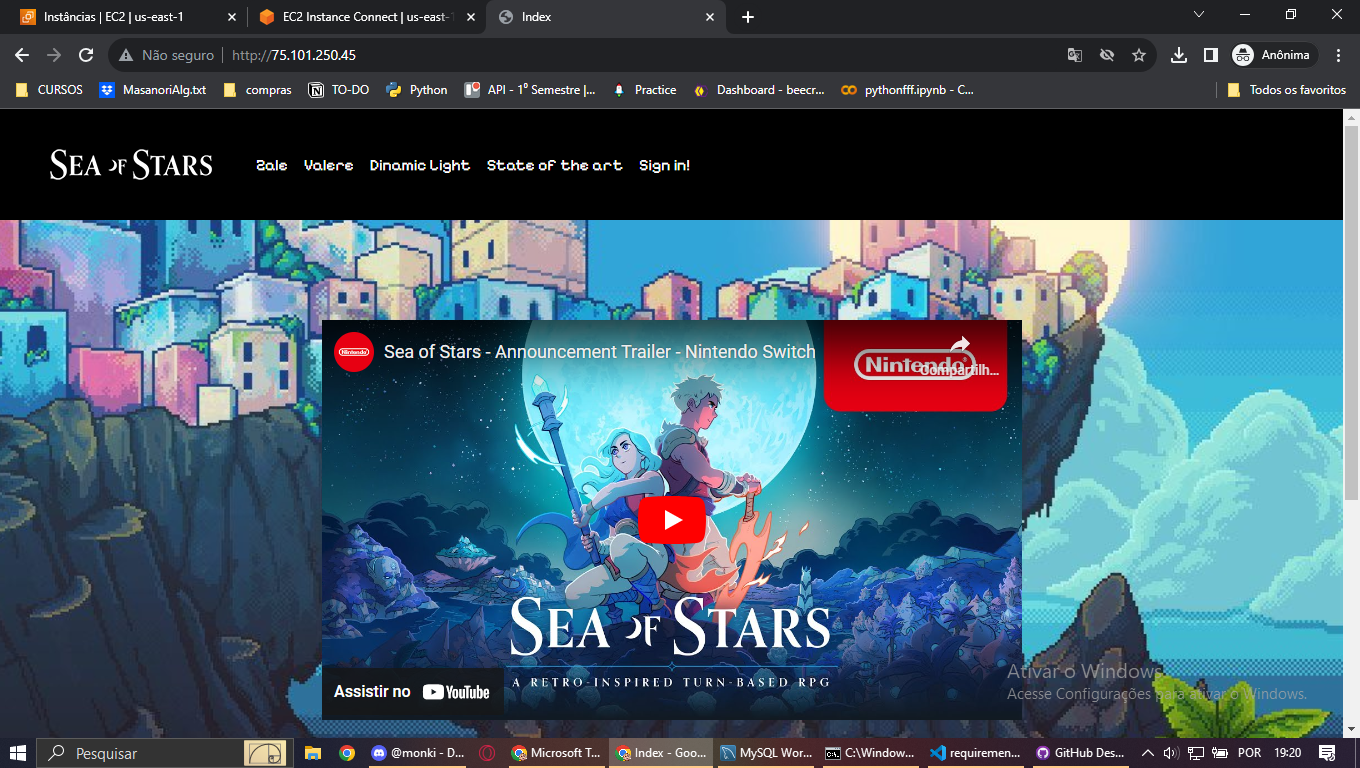 Instâncias | EC2 | us-east-1
EC2 Instance Connect | us-east-1
Index
Não seguro
http://75.101.250.45
Anônima
CURSOS
MasanoriAlg.txt
compras
TO-DO
Python
API - 1º Semestre |...
Practice
Dashboard - beecr...
pythonfff.ipynb - C...
Todos os favoritos
SEA OF STARS
Zale
Valere
Dinamic Light
State of the art
Sign in!
Nintendo
Sea of Stars - Announcement Trailer - Nintendo Switch
Nintendo
Compartilh...
SEA OF STARS
A RETRO-INSPIRED TURN-BASED RPG
Assistir no YouTube
Ativar o Windows
Acesse Configurações para ativar o Windows.
Pesquisar
@monki - D...
Microsoft T...
Index - Goo...
MySQL Wor...
C:\Window...
requiremen...
GitHub Des...
POR
19:20